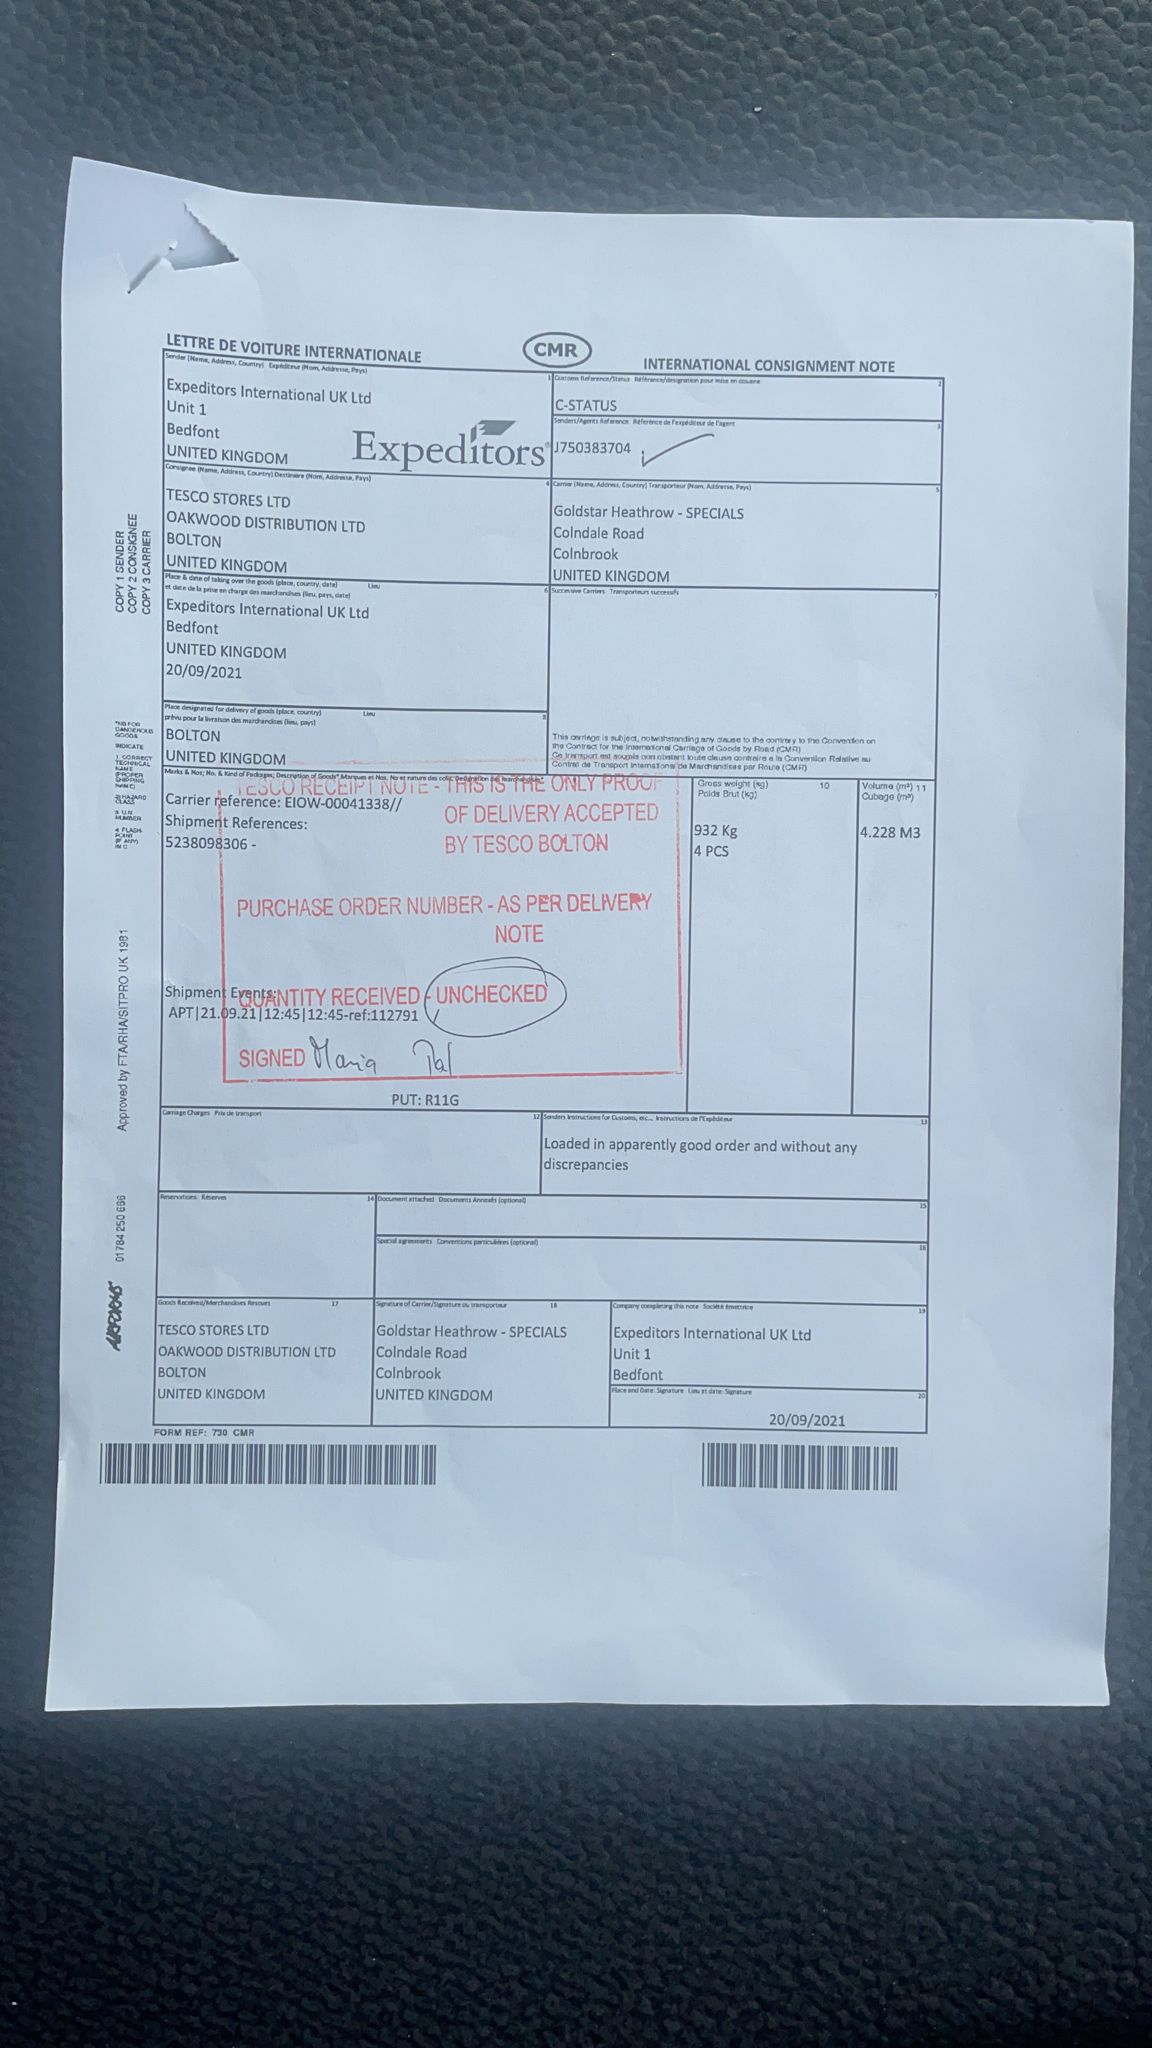 LETTRE DE VOITURE INTERNATIONALE
CMR
INTERNATIONAL CONSIGNMENT NOTE
Sender (Name, Address, Country) Expéditeur (Nom, Adresse, Pays)
1
Expeditors International UK Ltd
Unit 1
Bedfont
UNITED KINGDOM
Expeditors
Customs Reference/Status Référence/désignation pour mise en douane
2
C-STATUS
Senders/Agents Reference Référence de l'expéditeur de l'agent
3
J750383704
Consignee (Name, Address, Country) Destinaire (Nom, Addresse, Pays)
4
TESCO STORES LTD
OAKWOOD DISTRIBUTION LTD
BOLTON
UNITED KINGDOM
Carrier (Name, Address, Country) Transporteur (Nom, Addresse, Pays)
5
Goldstar Heathrow - SPECIALS
Colndale Road
Colnbrook
UNITED KINGDOM
COPY 1 SENDER
COPY 2 CONSIGNEE
COPY 3 CARRIER
Place & date of taking over the goods (place, country, date) Lieu
et date de la prise en charge des marchandises (lieu, pays, date)
6
Expeditors International UK Ltd
Bedfont
UNITED KINGDOM
20/09/2021
Successive Carriers Transporteurs successifs
7
Place designated for delivery of goods (place, country) Lieu
prévu pour la livraison des marchandises (lieu, pays)
8
BOLTON
UNITED KINGDOM
This carriage is subject, notwithstanding any clause to the contrary to the Convention on
the Contract for the International Carriage of Goods by Road (CMR)
Ce transport est soumis non obstant toute clause contraire a la Convention Relative au
Contrat de Transport International de Marchandises par Route (CMR)
*NB FOR
DANGEROUS
GOODS
INDICATE
1. CORRECT
TECHNICAL
NAME
(PROPER
SHIPPING
NAME)
2. HAZARD
CLASS
3. U.N
NUMBER
4. FLASH-
POINT
(IF ANY)
IN C
Marks & Nos; No. & Kind of Packages; Description of Goods* Marques et Nos, No et nature des colis; Designation des marchandises*
Carrier reference: EIOW-00041338//
Shipment References:
5238098306 -
TESCO RECEIPT NOTE - THIS IS THE ONLY PROOF
OF DELIVERY ACCEPTED
BY TESCO BOLTON
PURCHASE ORDER NUMBER - AS PER DELIVERY
NOTE
QUANTITY RECEIVED - UNCHECKED
SIGNED Maria
Shipment Events:
APT|21.09.21|12:45|12:45-ref:112791
PUT: R11G
Gross weight (kg) 10
Poids Brut (kg)
932 Kg
4 PCS
Volume (m³) 11
Cubage (m³)
4.228 M3
Approved by FTA/RHA/SITPRO UK 1981
Carriage Charges Prix de transport
12
Senders Instructions for Customs, etc... Instructions de l'Expéditeur
13
Loaded in apparently good order and without any
discrepancies
Reservations Réserves
14
Document attached Documents Annexés (optional)
15
Special agreements Conventions particulières (optional)
16
01784 250 666
AIRFORMS
Goods Received/Merchandises Recues
17
TESCO STORES LTD
OAKWOOD DISTRIBUTION LTD
BOLTON
UNITED KINGDOM
Signature of Carrier/Signature du transporteur
18
Goldstar Heathrow - SPECIALS
Colndale Road
Colnbrook
UNITED KINGDOM
Company completing this note Société émettrice
19
Expeditors International UK Ltd
Unit 1
Bedfont
Place and Date: Signature Lieu et date: Signature
20
20/09/2021
FORM REF: 730 CMR